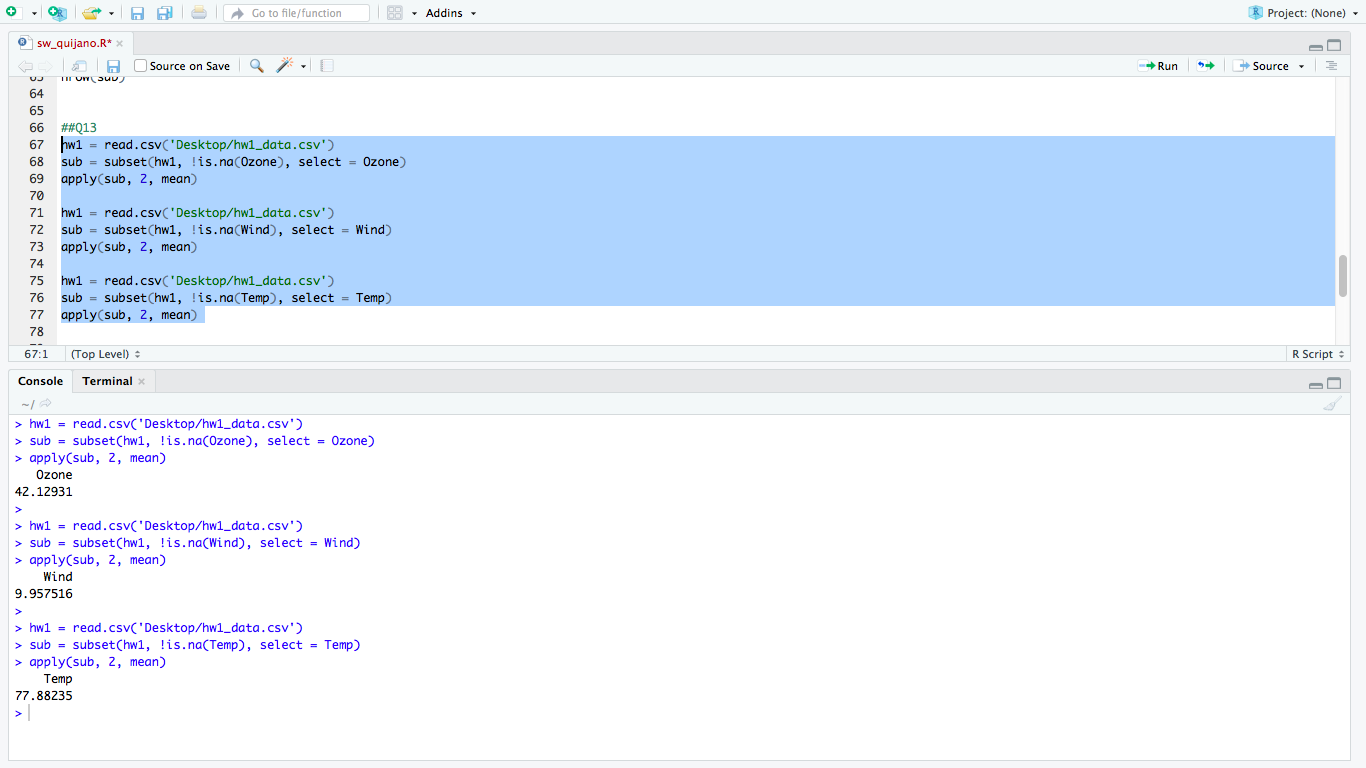 Go to file/function
Addins
Project: (None)
sw_quijano.R*
Source on Save
Run
Source
63 nrow(sub)
64
65
66 ##Q13
67 hw1 = read.csv('Desktop/hw1_data.csv')
68 sub = subset(hw1, !is.na(Ozone), select = Ozone)
69 apply(sub, 2, mean)
70
71 hw1 = read.csv('Desktop/hw1_data.csv')
72 sub = subset(hw1, !is.na(Wind), select = Wind)
73 apply(sub, 2, mean)
74
75 hw1 = read.csv('Desktop/hw1_data.csv')
76 sub = subset(hw1, !is.na(Temp), select = Temp)
77 apply(sub, 2, mean)
78
67:1 (Top Level) R Script
Console Terminal
~/
> hw1 = read.csv('Desktop/hw1_data.csv')
> sub = subset(hw1, !is.na(Ozone), select = Ozone)
> apply(sub, 2, mean)
Ozone
42.12931
>
> hw1 = read.csv('Desktop/hw1_data.csv')
> sub = subset(hw1, !is.na(Wind), select = Wind)
> apply(sub, 2, mean)
Wind
9.957516
>
> hw1 = read.csv('Desktop/hw1_data.csv')
> sub = subset(hw1, !is.na(Temp), select = Temp)
> apply(sub, 2, mean)
Temp
77.88235
>